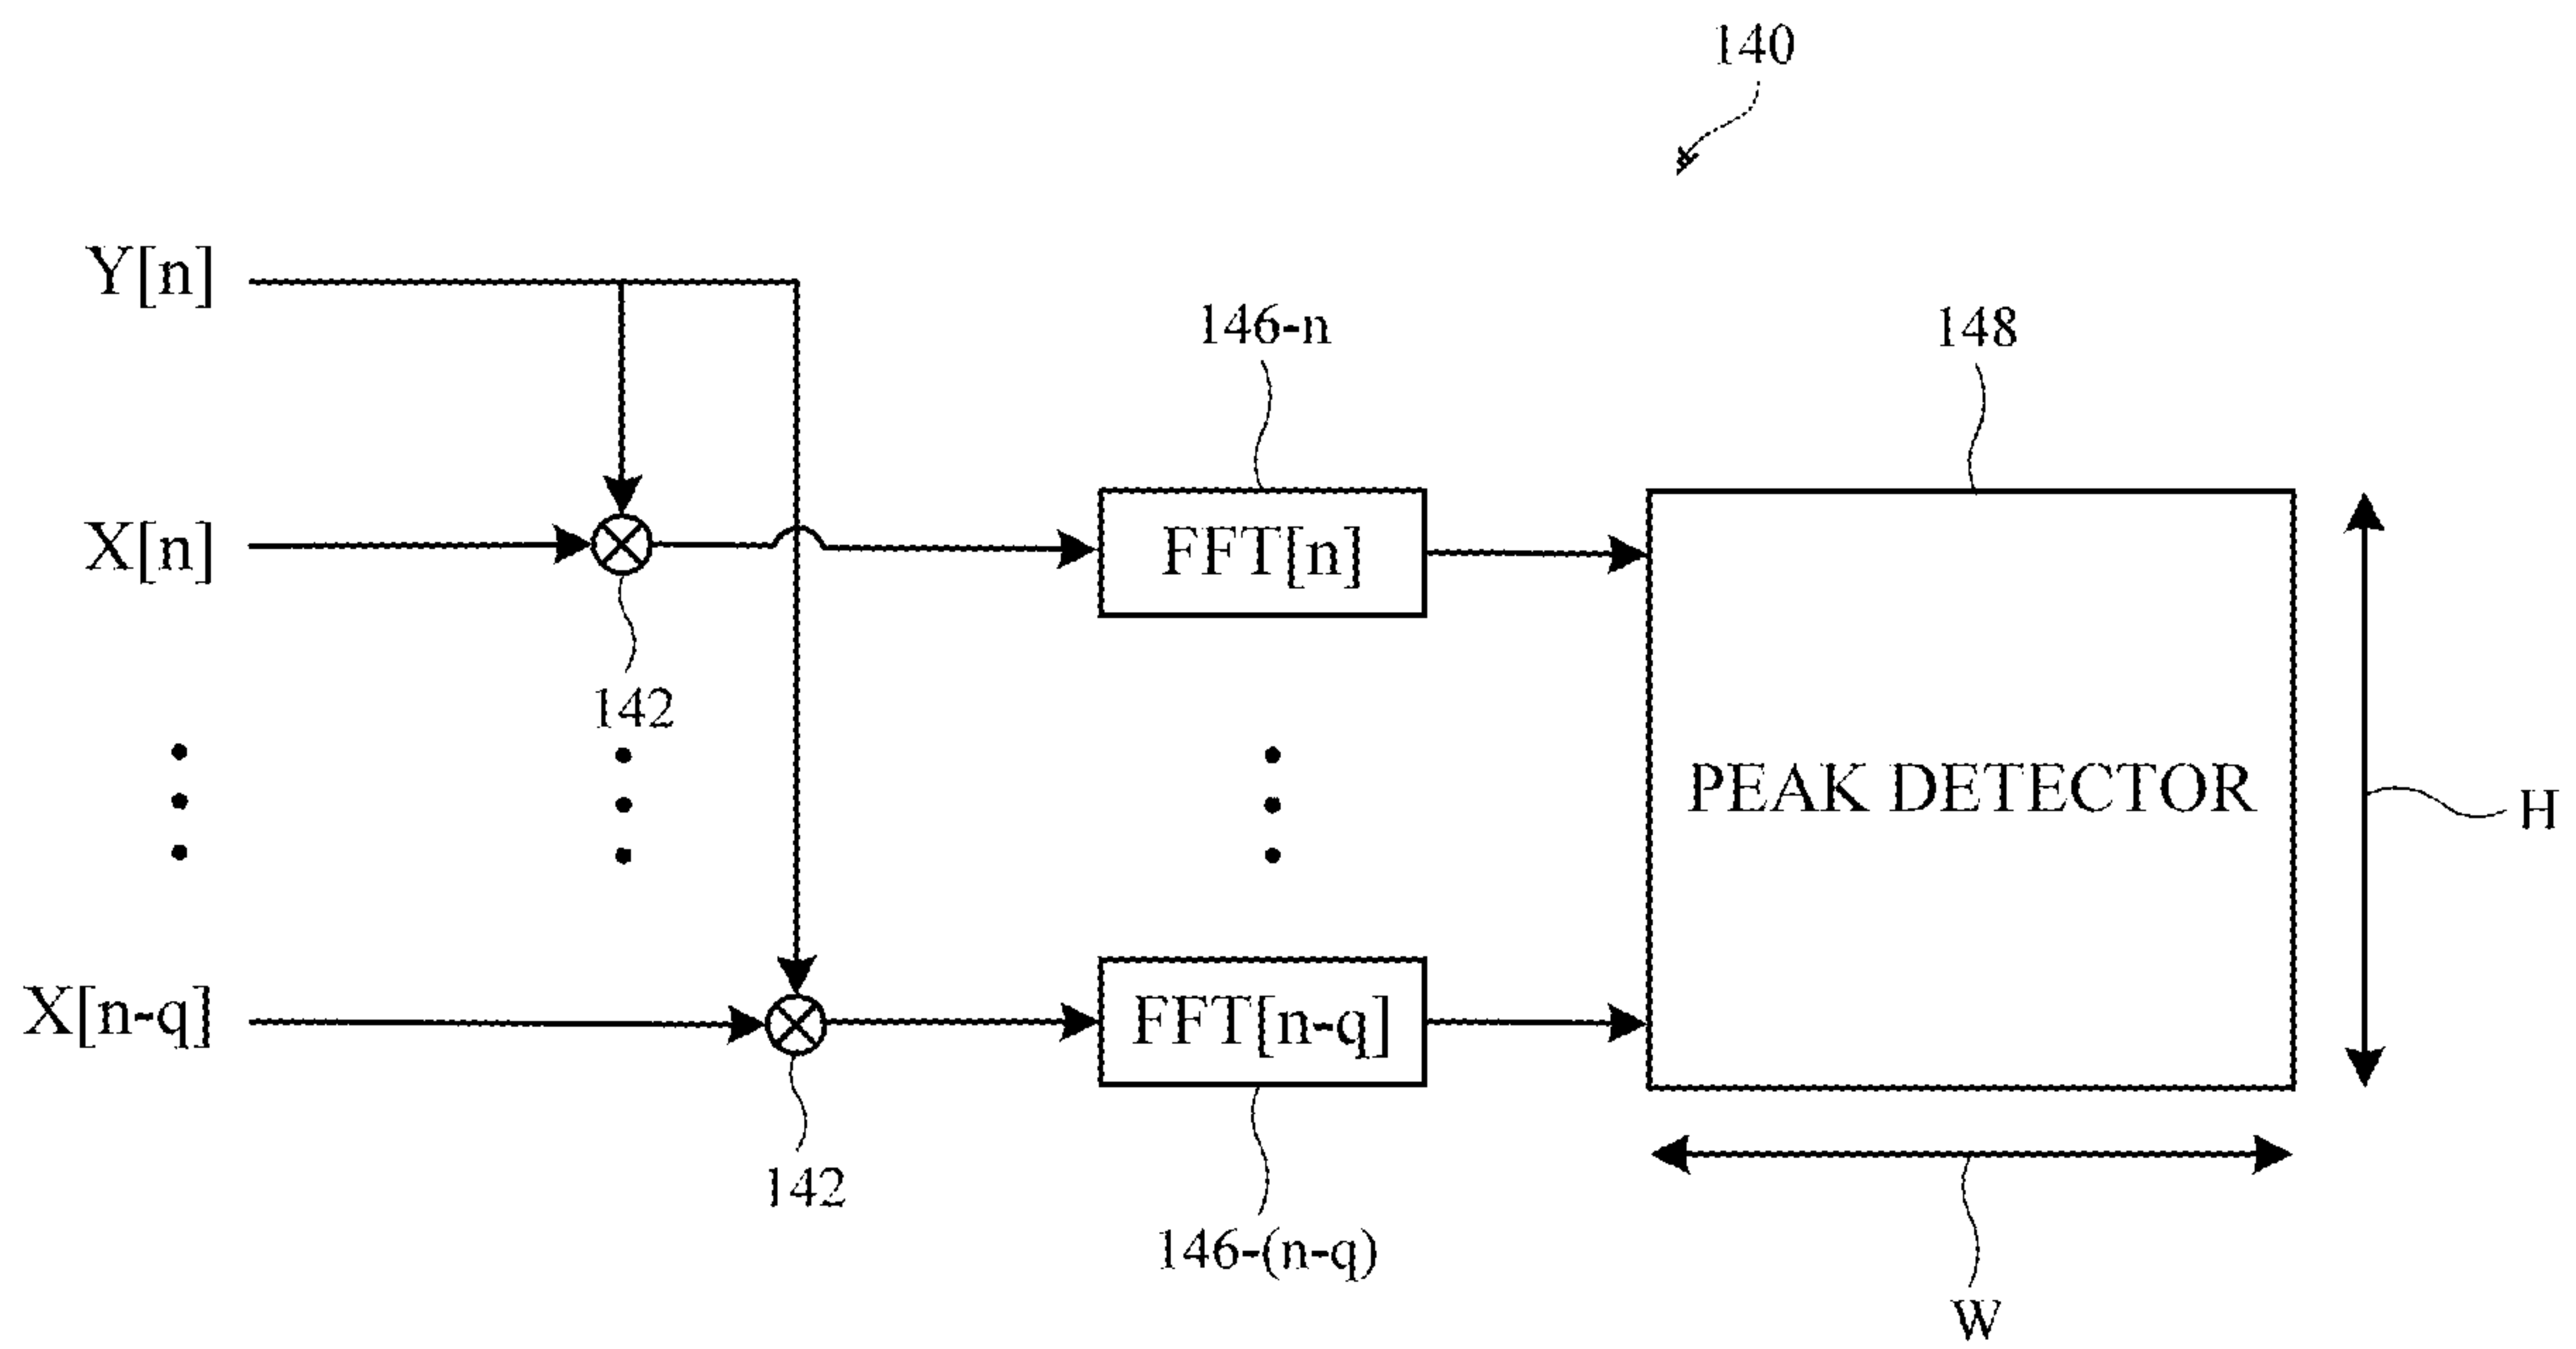 140
Y[n]
146-n
148
X[n]
FFT[n]
142
PEAK DETECTOR
H
X[n-q]
FFT[n-q]
142
146-(n-q)
W